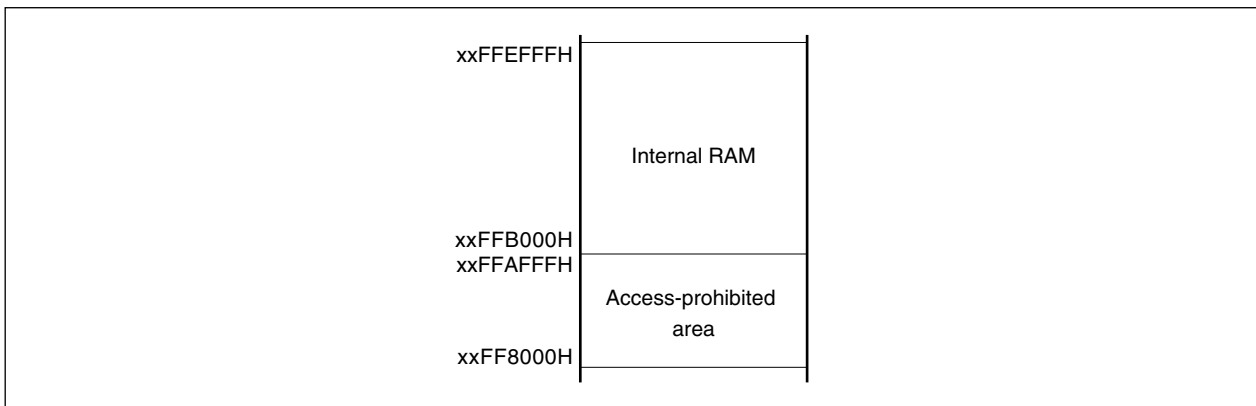 xxFFEFFFH
Internal RAM
xxFFB000H
xxFFAFFFH
Access-prohibited
area
xxFF8000H